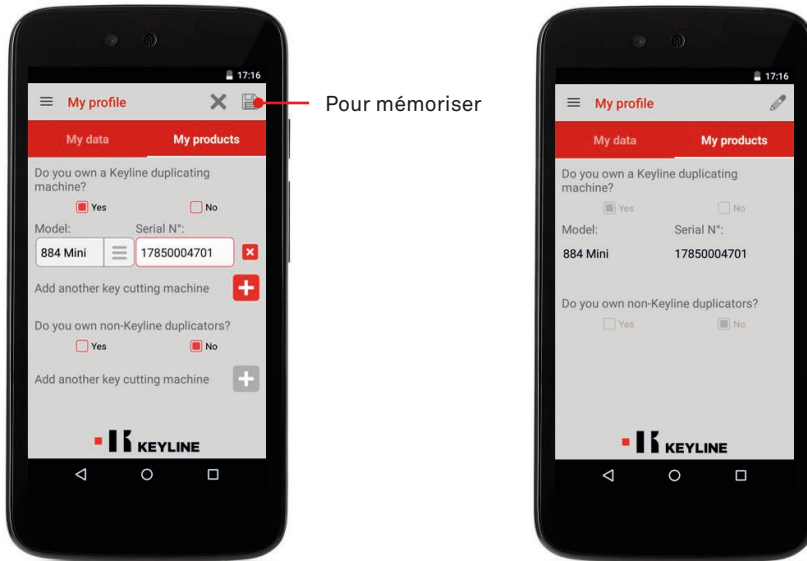 17:16
My profile
Pour mémoriser
My data
My products
Do you own a Keyline duplicating
machine?
Yes
No
Model:
Serial N°:
884 Mini
17850004701
Add another key cutting machine
Do you own non-Keyline duplicators?
Yes
No
Add another key cutting machine
KEYLINE
17:16
My profile
My data
My products
Do you own a Keyline duplicating
machine?
Yes
No
Model:
Serial N°:
884 Mini
17850004701
Do you own non-Keyline duplicators?
Yes
No
KEYLINE